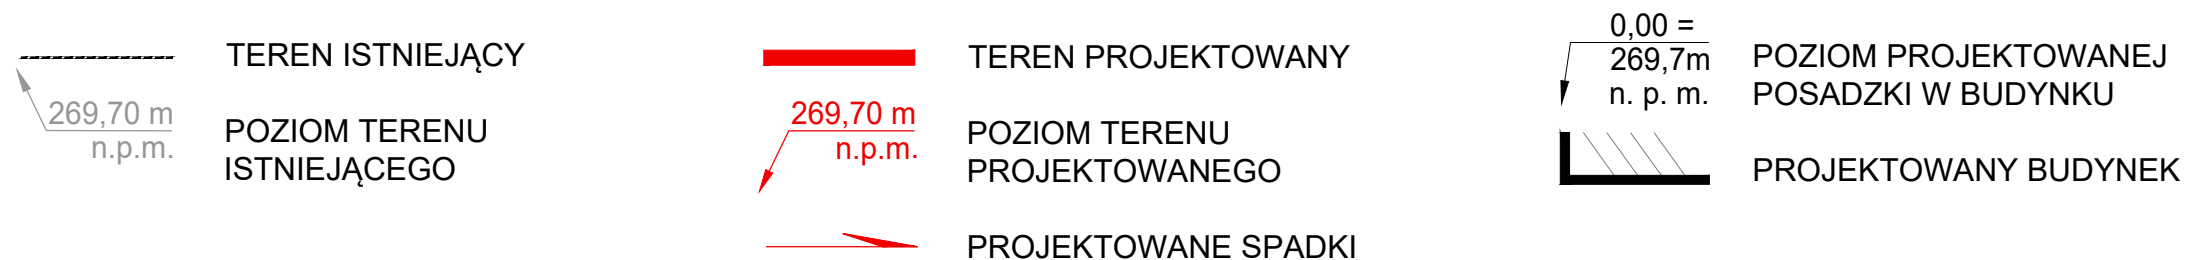 TEREN ISTNIEJĄCY
269,70 m
n.p.m.
POZIOM TERENU
ISTNIEJĄCEGO
TEREN PROJEKTOWANY
269,70 m
n.p.m.
POZIOM TERENU
PROJEKTOWANEGO
PROJEKTOWANE SPADKI
0,00 =
269,7m
n. p. m.
POZIOM PROJEKTOWANEJ
POSADZKI W BUDYNKU
PROJEKTOWANY BUDYNEK